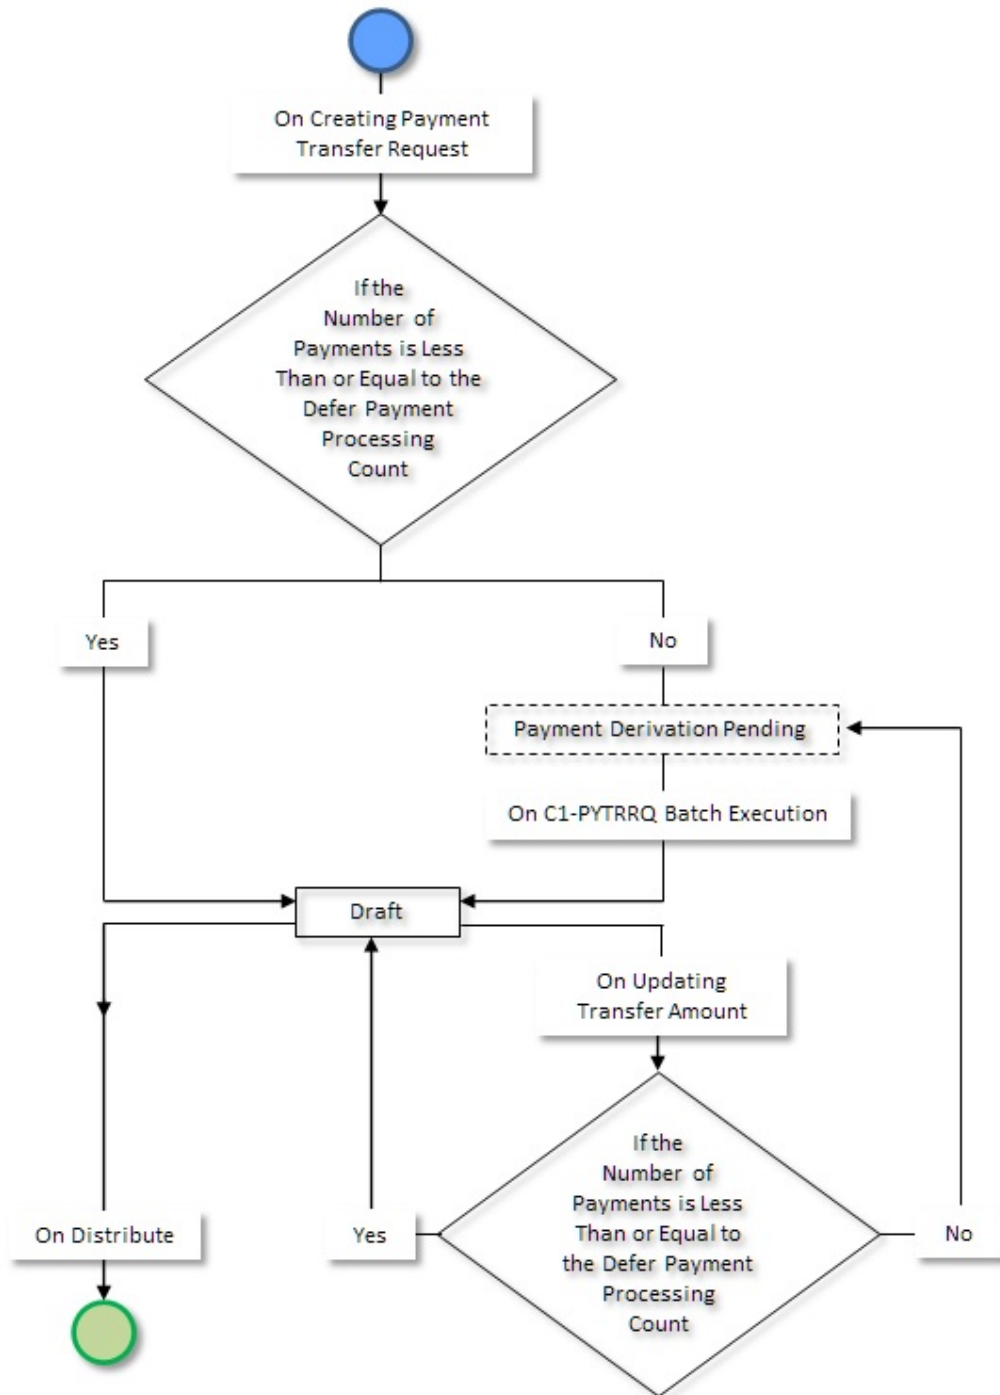 On Creating Payment
Transfer Request
If the
Number of
Payments is Less
Than or Equal to the
Defer Payment
Processing
Count
Yes
No
Payment Derivation Pending
On C1-PYTRRQ Batch Execution
Draft
On Updating
Transfer Amount
If the
Number of
Payments is Less
Than or Equal to
the Defer Payment
Processing
Count
On Distribute
Yes
No